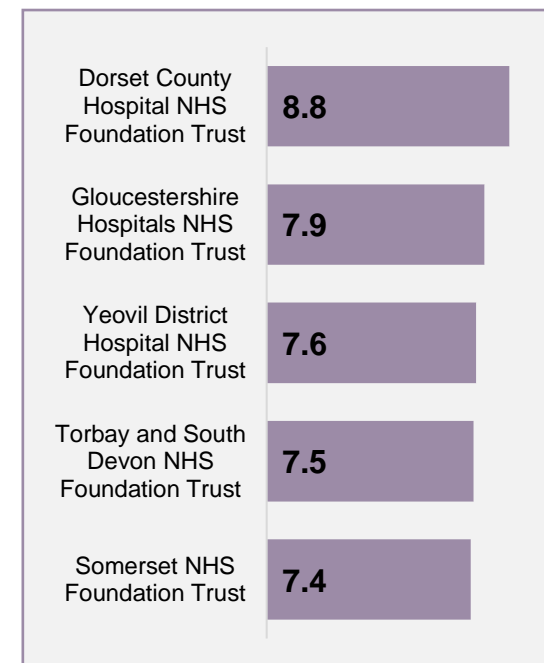 Dorset County
Hospital NHS
Foundation Trust
8.8
Gloucestershire
Hospitals NHS
Foundation Trust
7.9
Yeovil District
Hospital NHS
Foundation Trust
7.6
Torbay and South
Devon NHS
Foundation Trust
7.5
Somerset NHS
Foundation Trust
7.4